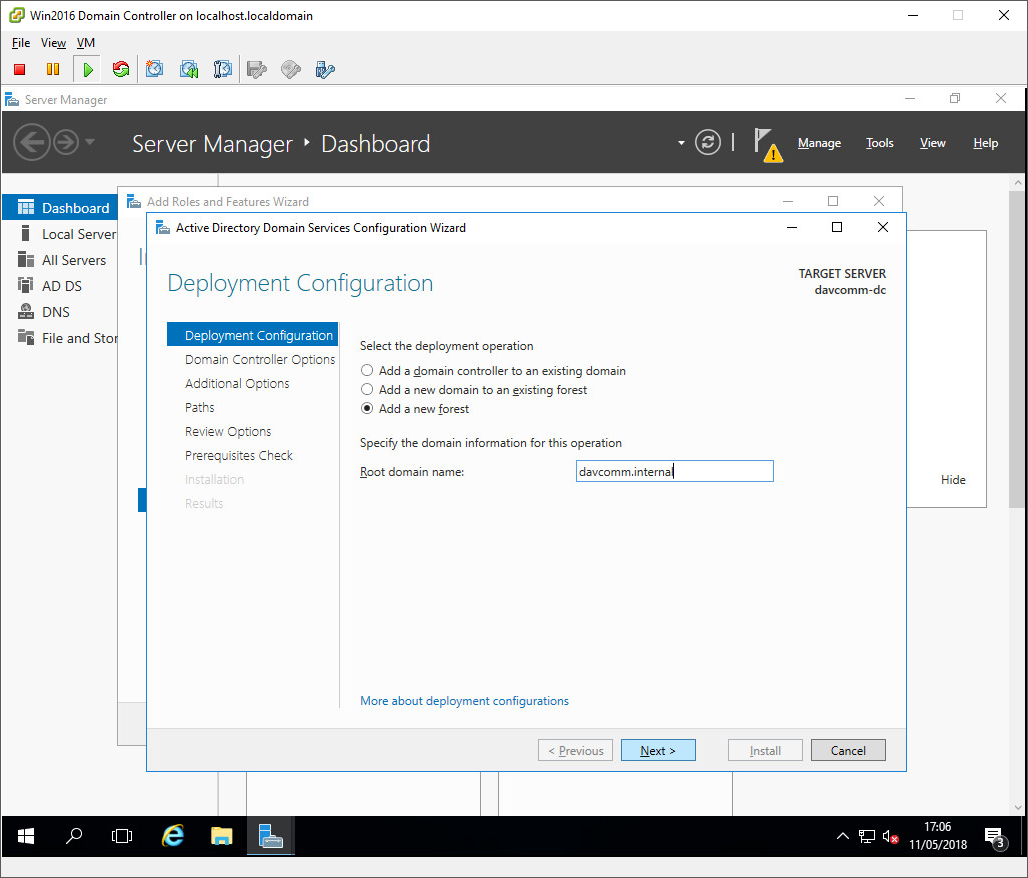 Win2016 Domain Controller on localhost.localdomain
File View VM
Server Manager
Server Manager Dashboard
Manage Tools View Help
Dashboard
Local Server
All Servers
AD DS
DNS
File and Stor
Add Roles and Features Wizard
Active Directory Domain Services Configuration Wizard
Deployment Configuration
TARGET SERVER
davcomm-dc
Deployment Configuration
Domain Controller Options
Additional Options
Paths
Review Options
Prerequisites Check
Installation
Results
Select the deployment operation
Add a domain controller to an existing domain
Add a new domain to an existing forest
Add a new forest
Specify the domain information for this operation
Root domain name: davcomm.internal
More about deployment configurations
Hide
< Previous Next > Install Cancel
17:06
11/05/2018
3